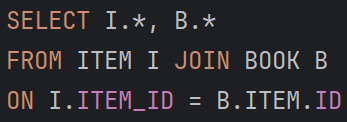 SELECT I.*, B.*
FROM ITEM I JOIN BOOK B
ON I.ITEM_ID = B.ITEM.ID